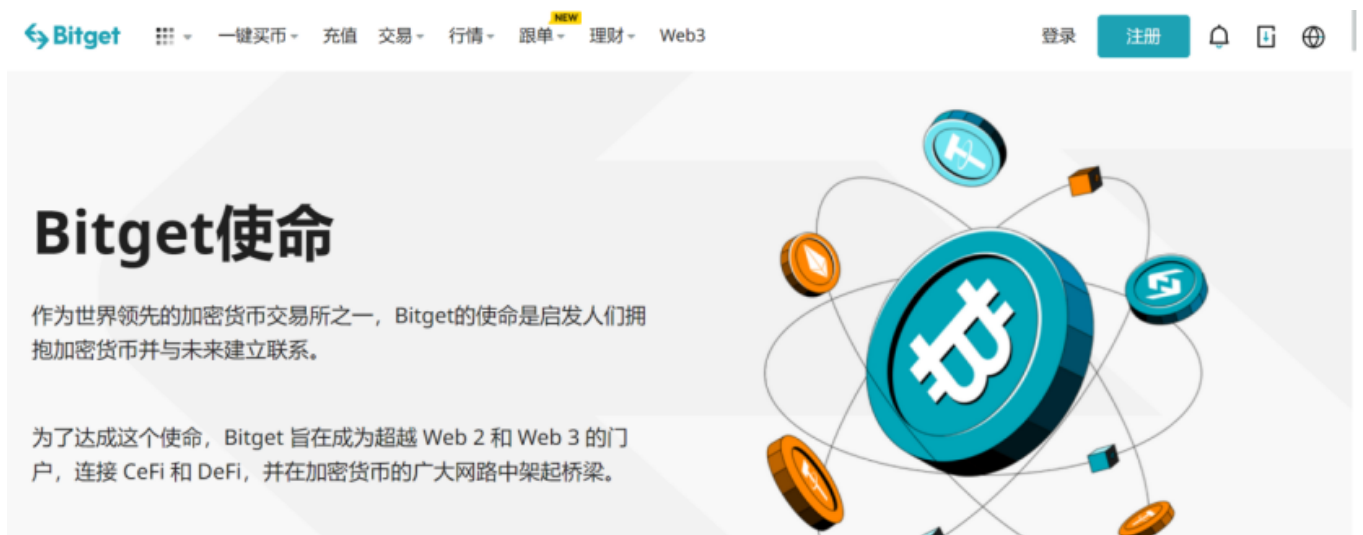 Bitget 一键买币 充值 交易 行情 跟单 NEW 理财 Web3 登录 注册
Bitget使命
作为世界领先的加密货币交易所之一，Bitget的使命是启发人们拥
抱加密货币并与未来建立联系。
为了达成这个使命，Bitget 旨在成为超越 Web 2 和 Web 3 的门
户，连接 CeFi 和 DeFi，并在加密货币的广大网路中架起桥梁。